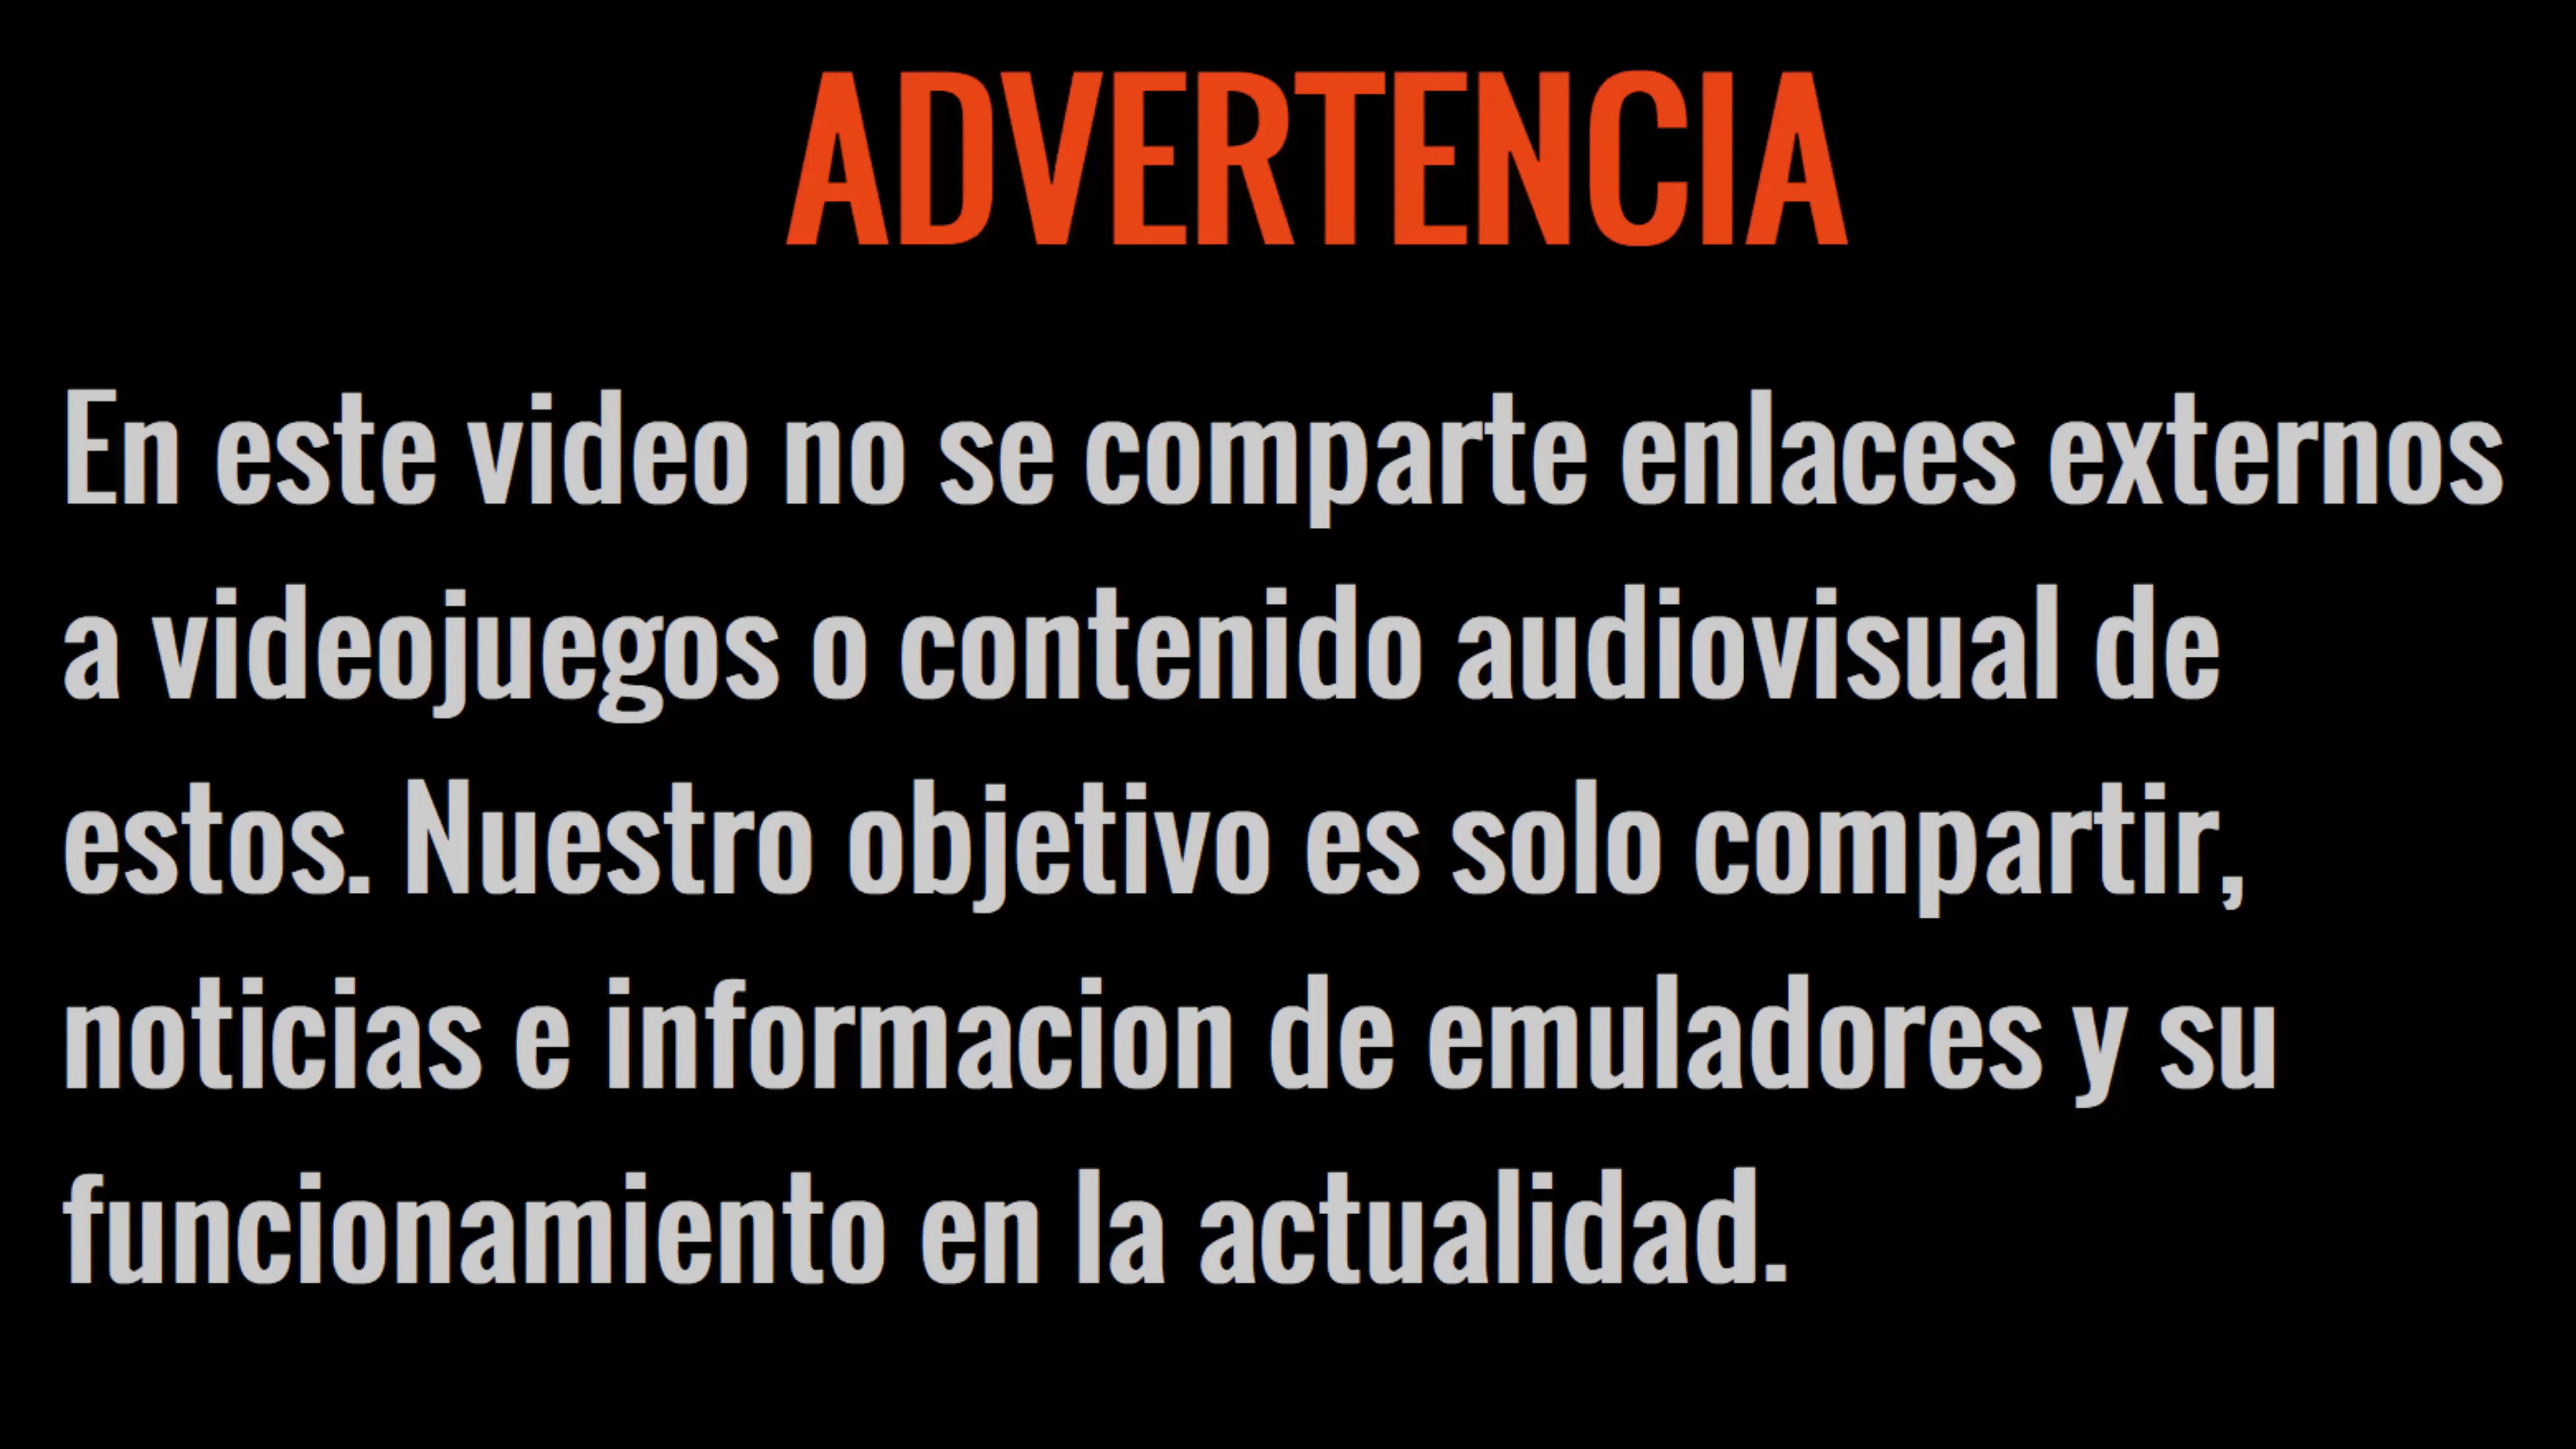 ADVERTENCIA
En este video no se comparte enlaces externos
a videojuegos o contenido audiovisual de
estos. Nuestro objetivo es solo compartir,
noticias e informacion de emuladores y su
funcionamiento en la actualidad.